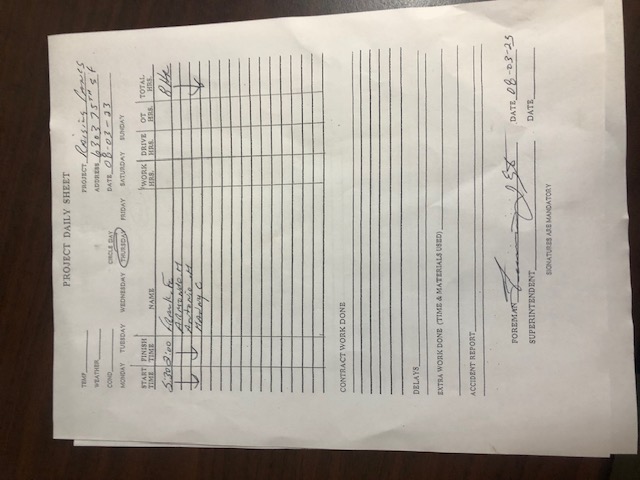 PROJECT DAILY SHEET
TEMP
PROJECT Raising Canes
WEATHER
ADDRESS 6303 75TH St
COND
CIRCLE DAY
DATE 08-03-23
MONDAY TUESDAY WEDNESDAY THURSDAY FRIDAY SATURDAY SUNDAY
START TIME FINISH TIME NAME WORK HRS. DRIVE HRS. OT HRS. TOTAL HRS.
5:30 2:00 Frank. 8 Hr
ARMONDO. M
Antonio. M
MANNY C
CONTRACT WORK DONE
DELAYS
EXTRA WORK DONE (TIME & MATERIALS USED)
ACCIDENT REPORT
FOREMAN DATE 08-03-23
SUPERINTENDENT DATE
SIGNATURES ARE MANDATORY